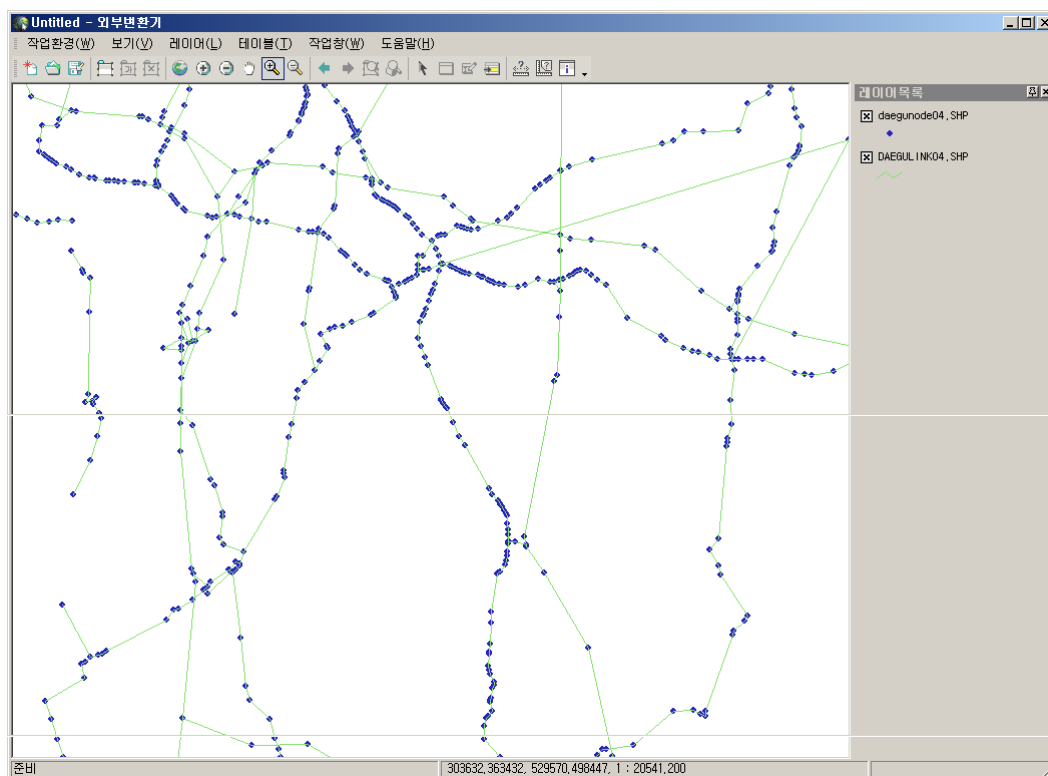 Untitled - 외부변환기
작업환경(W) 보기(V) 레이어(L) 테이블(T) 작업창(W) 도움말(H)
레이어목록
daegunode04.SHP
DAEGULINK04.SHP
준비
303632,363432, 529570,498447, 1 : 20541,200